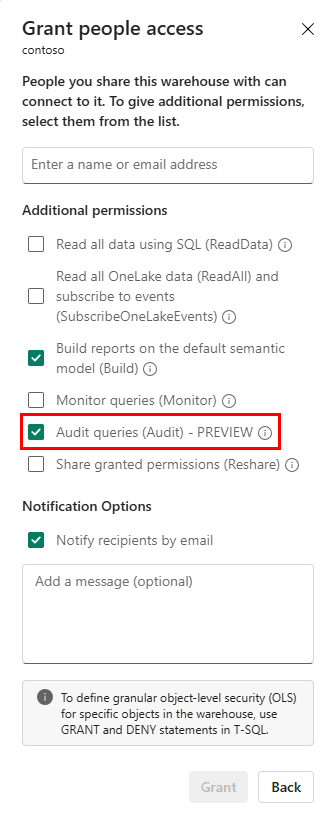 Grant people access
contoso
People you share this warehouse with can
connect to it. To give additional permissions,
select them from the list.
Enter a name or email address
Additional permissions
Read all data using SQL (ReadData)
Read all OneLake data (ReadAll) and
subscribe to events
(SubscribeOneLakeEvents)
Build reports on the default semantic
model (Build)
Monitor queries (Monitor)
Audit queries (Audit) - PREVIEW
Share granted permissions (Reshare)
Notification Options
Notify recipients by email
Add a message (optional)
To define granular object-level security (OLS)
for specific objects in the warehouse, use
GRANT and DENY statements in T-SQL.
Grant
Back